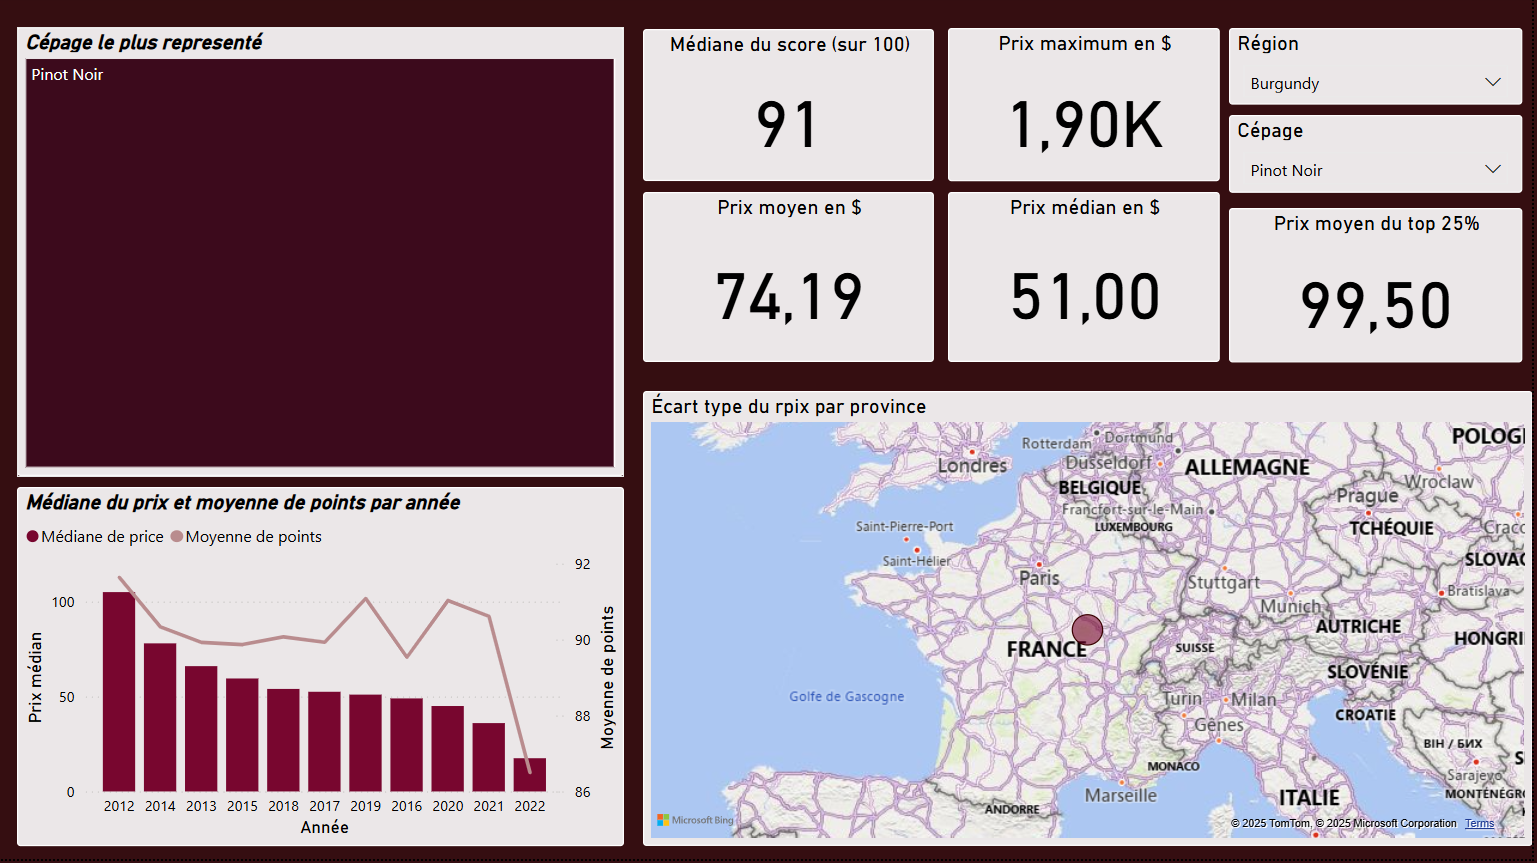 Cépage le plus representé
Pinot Noir
Médiane du score (sur 100)
91
Prix maximum en $
1,90K
Région
Burgundy
Cépage
Pinot Noir
Prix moyen en $
74,19
Prix médian en $
51,00
Prix moyen du top 25%
99,50
Médiane du prix et moyenne de points par année
Médiane de price
Moyenne de points
Prix médian
100
50
0
92
90
88
86
Moyenne de points
2012 2014 2013 2015 2018 2017 2019 2016 2020 2021 2022
Année
Écart type du rpix par province
Rotterdam
Dortmund
POLOG
Londres
Düsseldorf
ALLEMAGNE
BELGIQUE
Wroclaw
Prague
Francfort-sur-le-Main
LUXEMBOURG
Saint-Pierre-Port
TCHÉQUIE
Cracc
Saint-Hélier
SLOVAQ
Paris
Stuttgart
Bratislava
Munich
AUTRICHE
HONGRI
FRANCE
SUISSE
SLOVÉNIE
Golfe de Gascogne
Turin
Milan
CROATIE
Gênes
BIH / БИХ
MONACO
Sarajevo
Marseille
MONTÉNÉGR
ANDORRE
ITALIE
Microsoft Bing
© 2025 TomTom, © 2025 Microsoft Corporation Terms